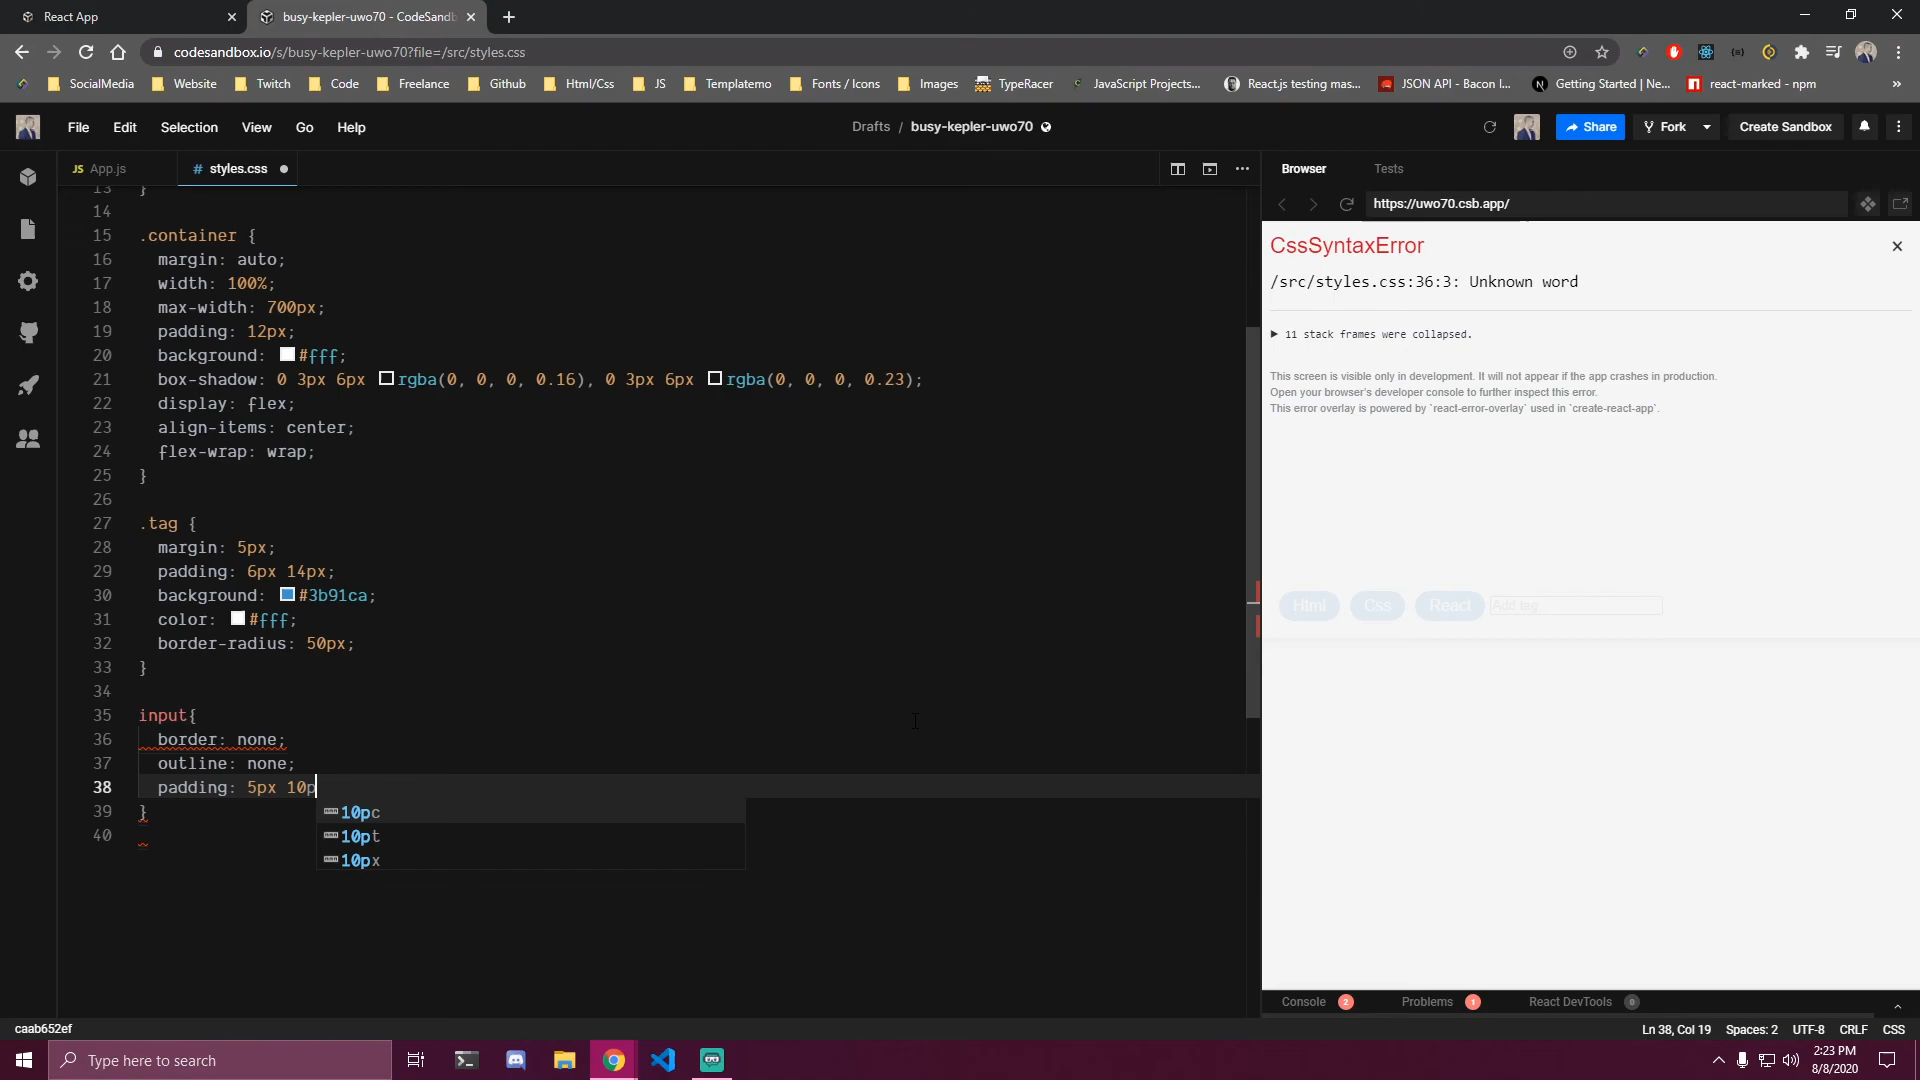 React App
busy-kepler-uwo70 - CodeSandb
codesandbox.io/s/busy-kepler-uwo70?file=/src/styles.css
SocialMedia
Website
Twitch
Code
Freelance
Github
Html/Css
JS
Templatemo
Fonts / Icons
Images
TypeRacer
JavaScript Projects...
React.js testing mas...
JSON API - Bacon I...
Getting Started | Ne...
react-marked - npm
»
File Edit Selection View Go Help
Drafts / busy-kepler-uwo70
Share
Fork
Create Sandbox
JS App.js
# styles.css
Browser
Tests
https://uwo70.csb.app/
13 }
14
15 .container {
16 margin: auto;
17 width: 100%;
18 max-width: 700px;
19 padding: 12px;
20 background: #fff;
21 box-shadow: 0 3px 6px rgba(0, 0, 0, 0.16), 0 3px 6px rgba(0, 0, 0, 0.23);
22 display: flex;
23 align-items: center;
24 flex-wrap: wrap;
25 }
26
27 .tag {
28 margin: 5px;
29 padding: 6px 14px;
30 background: #3b91ca;
31 color: #fff;
32 border-radius: 50px;
33 }
34
35 input{
36 border: none;
37 outline: none;
38 padding: 5px 10p
39 }
40
10pc
10pt
10px
CssSyntaxError
/src/styles.css:36:3: Unknown word
11 stack frames were collapsed.
This screen is visible only in development. It will not appear if the app crashes in production.
Open your browser's developer console to further inspect this error.
This error overlay is powered by `react-error-overlay` used in `create-react-app`.
Html
Css
React
Add tag
Console 2
Problems 1
React DevTools 0
caab652ef
Ln 38, Col 19
Spaces: 2
UTF-8
CRLF
CSS
Type here to search
2:23 PM
8/8/2020